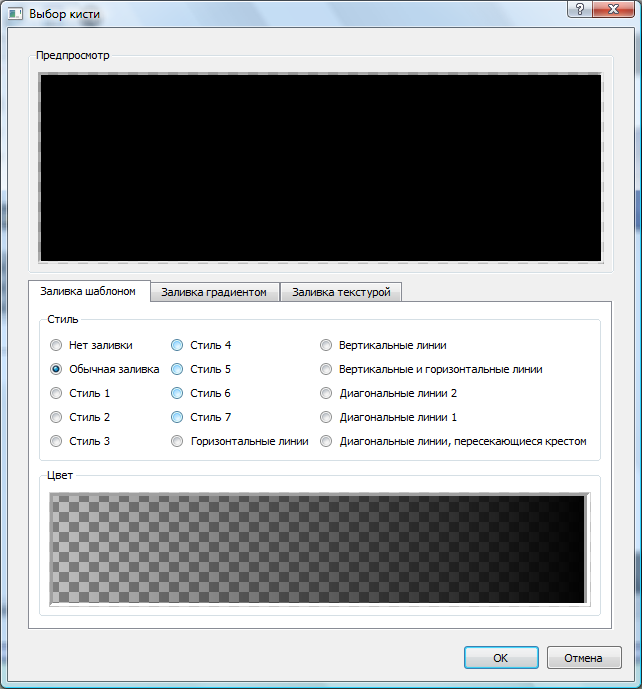 Выбор кисти
Предпросмотр
Заливка шаблоном Заливка градиентом Заливка текстурой
Стиль
Нет заливки Стиль 4 Вертикальные линии
Обычная заливка Стиль 5 Вертикальные и горизонтальные линии
Стиль 1 Стиль 6 Диагональные линии 2
Стиль 2 Стиль 7 Диагональные линии 1
Стиль 3 Горизонтальные линии Диагональные линии, пересекающиеся крестом
Цвет
OK Отмена